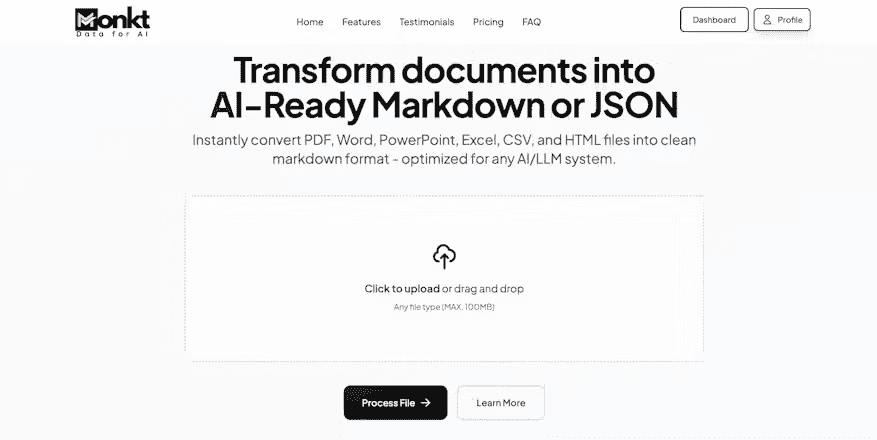 Monkt
Data for AI
Home Features Testimonials Pricing FAQ
Dashboard
Profile
Transform documents into
AI-Ready Markdown or JSON
Instantly convert PDF, Word, PowerPoint, Excel, CSV, and HTML files into clean
markdown format - optimized for any AI/LLM system.
Click to upload or drag and drop
Any file type (MAX. 100MB)
Process File →
Learn More